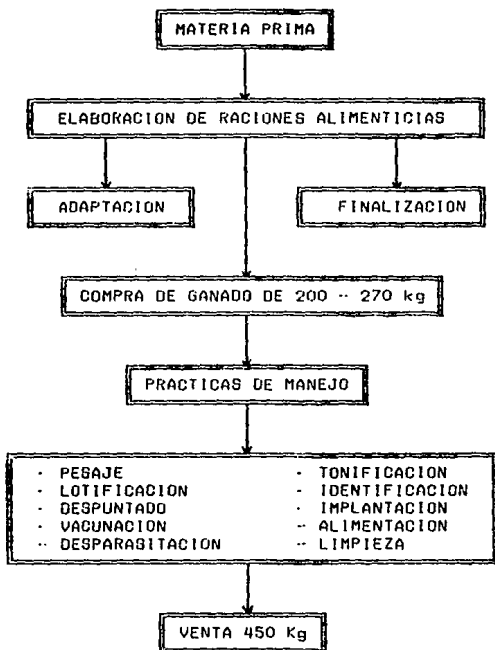 MATERIA PRIMA
ELABORACION DE RACIONES ALIMENTICIAS
ADAPTACION
FINALIZACION
COMPRA DE GANADO DE 200 -- 270 kg
PRACTICAS DE MANEJO
- PESAJE
- LOTIFICACION
- DESPUNTADO
- VACUNACION
- DESPARASITACION
- TONIFICACION
- IDENTIFICACION
- IMPLANTACION
- ALIMENTACION
- LIMPIEZA
VENTA 450 Kg